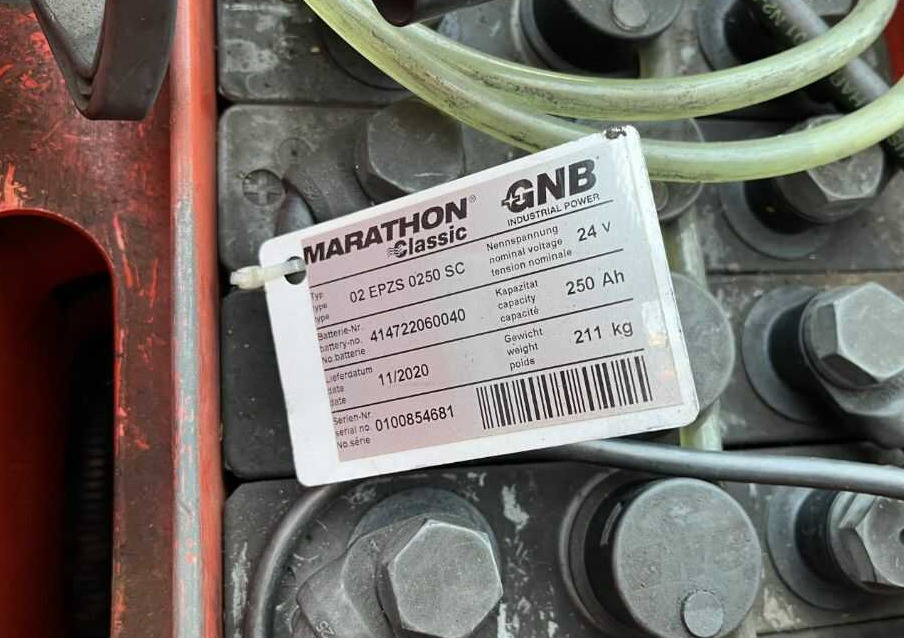 MARATHON®
Classic
GNB
INDUSTRIAL POWER
Typ
type
type
02 EPZS 0250 SC
Nennspannung
nominal voltage
tension nominale
24 V
Batterie-Nr.
battery-no.
No.batterie
414722060040
Kapazitat
capacity
capacité
250 Ah
Lieferdatum
date
date
11/2020
Gewicht
weight
poids
211 kg
Serien-Nr
serial no.
No.série
0100854681